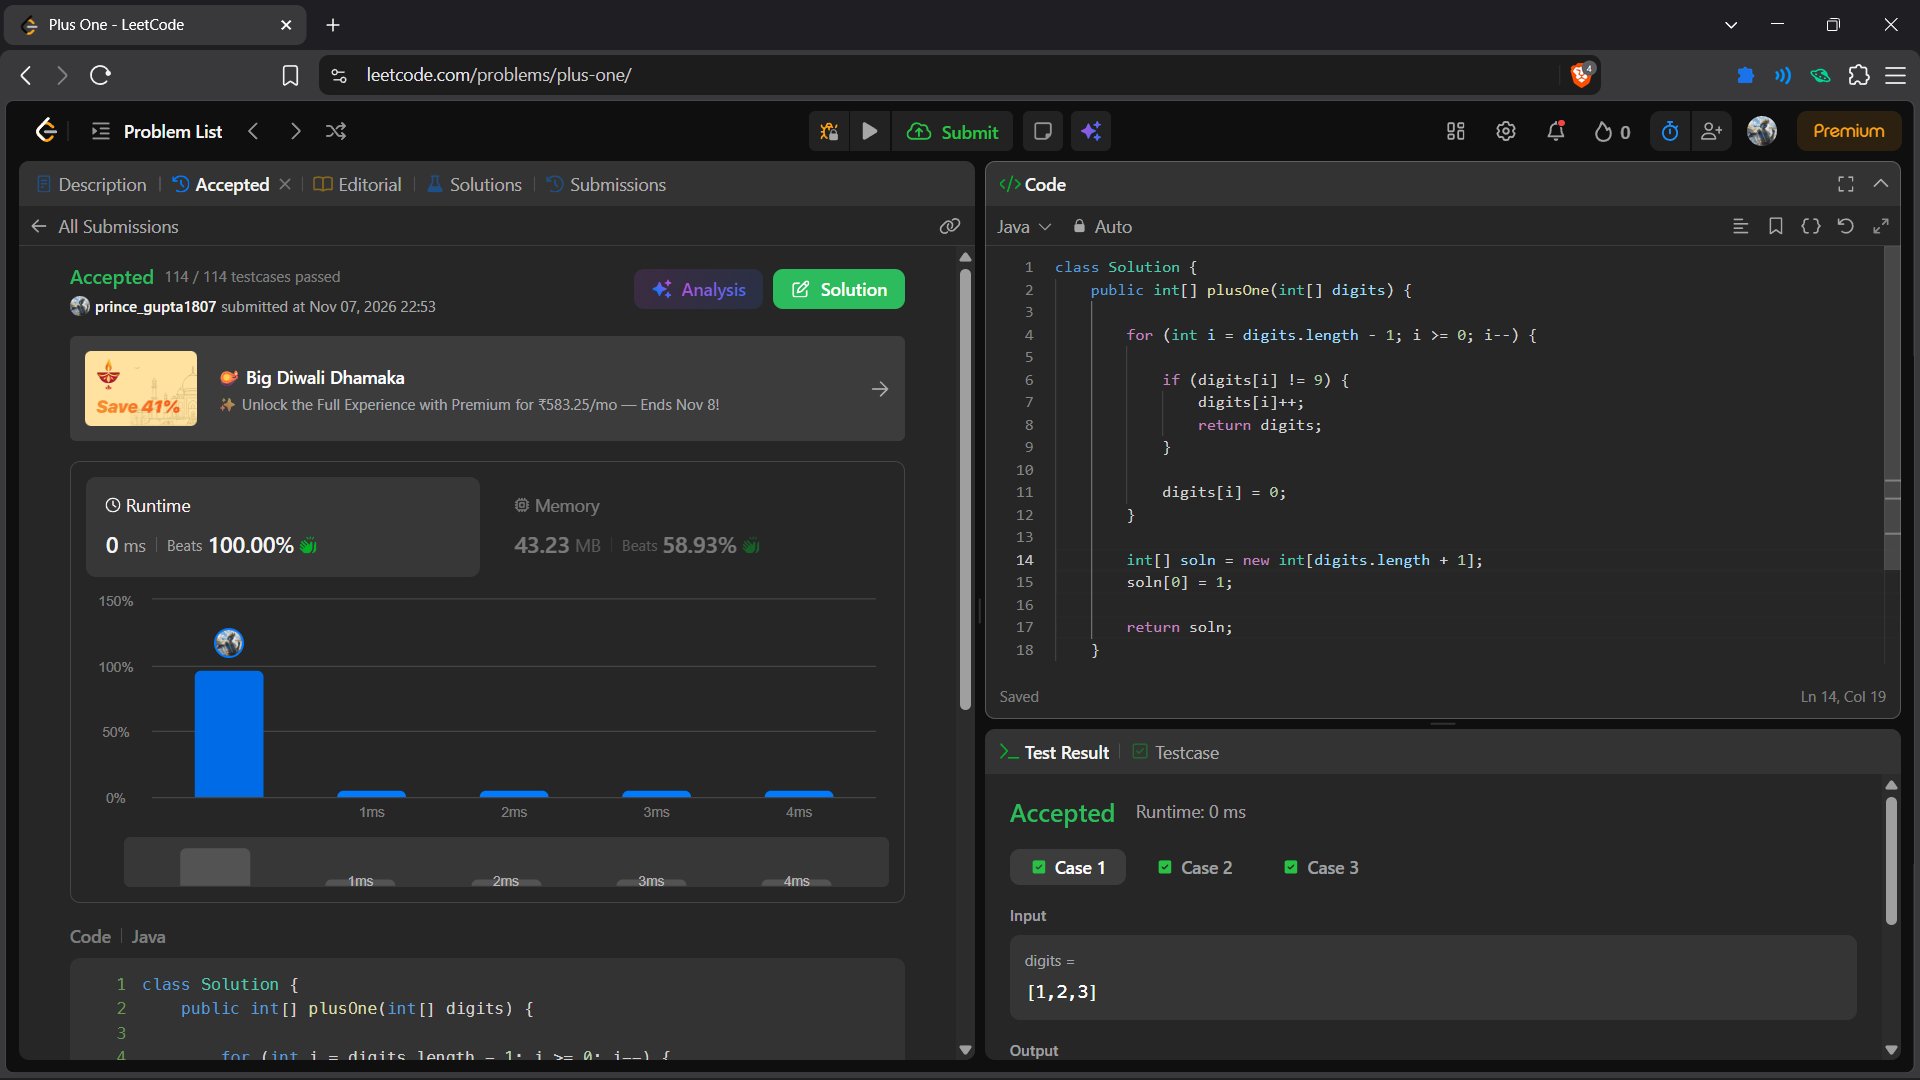 Plus One - LeetCode
leetcode.com/problems/plus-one/
4
Problem List
Submit
0
Premium
Description
Accepted
Editorial
Solutions
Submissions
All Submissions
Accepted 114 / 114 testcases passed
prince_gupta1807 submitted at Nov 07, 2026 22:53
Analysis
Solution
Save 41%
Big Diwali Dhamaka
Unlock the Full Experience with Premium for ₹583.25/mo — Ends Nov 8!
Runtime
0 ms Beats 100.00%
Memory
43.23 MB Beats 58.93%
150%
100%
50%
0%
1ms 2ms 3ms 4ms
1ms 2ms 3ms 4ms
Code Java
1 class Solution {
2 public int[] plusOne(int[] digits) {
3
4 for (int i = digits.length - 1; i >= 0; i--) {
</> Code
Java Auto
1 class Solution {
2 public int[] plusOne(int[] digits) {
3
4 for (int i = digits.length - 1; i >= 0; i--) {
5
6 if (digits[i] != 9) {
7 digits[i]++;
8 return digits;
9 }
10
11 digits[i] = 0;
12 }
13
14 int[] soln = new int[digits.length + 1];
15 soln[0] = 1;
16
17 return soln;
18 }
Saved
Ln 14, Col 19
Test Result
Testcase
Accepted Runtime: 0 ms
Case 1
Case 2
Case 3
Input
digits =
[1,2,3]
Output